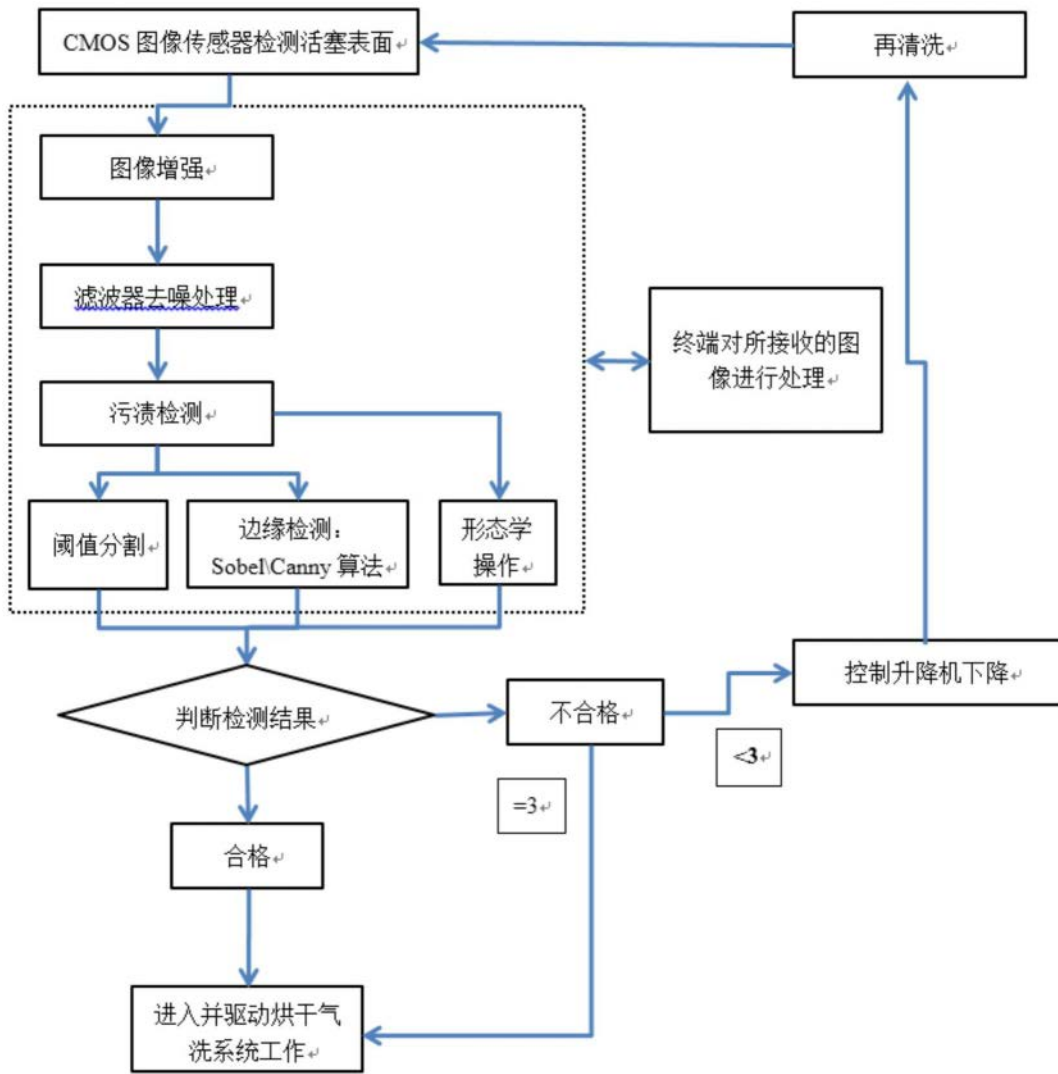 CMOS 图像传感器检测活塞表面
再清洗
图像增强
滤波器去噪处理
终端对所接收的图
像进行处理
污渍检测
阈值分割
边缘检测：
Sobel\Canny 算法
形态学
操作
控制升降机下降
判断检测结果
不合格
<3
=3
合格
进入并驱动烘干气
洗系统工作